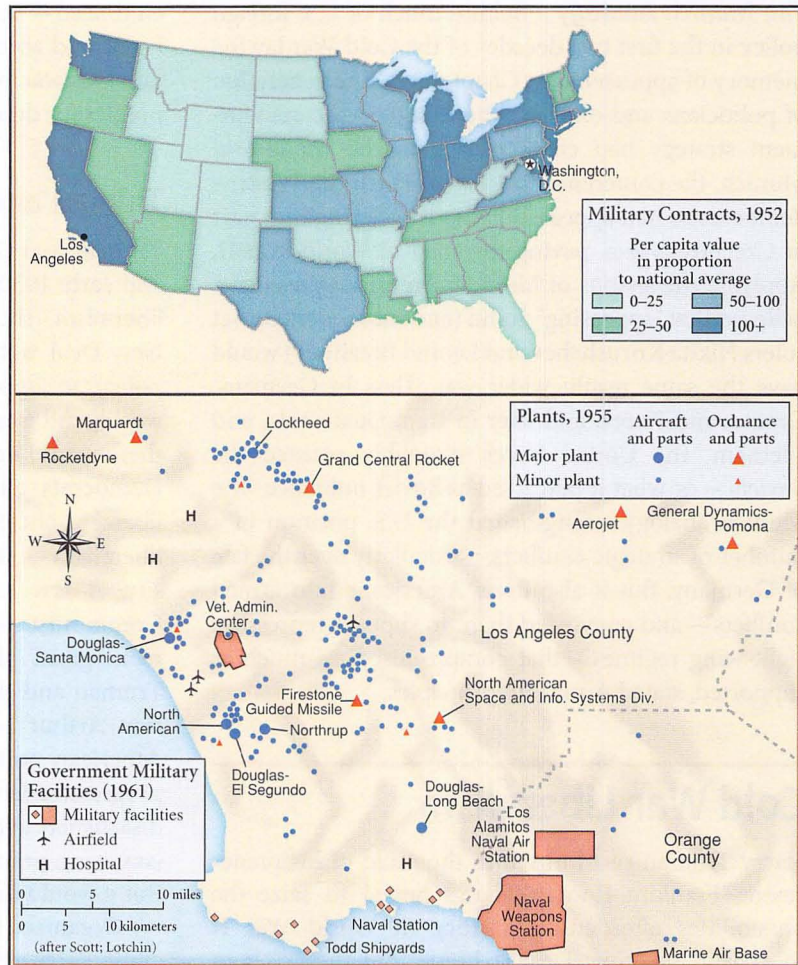 Washington,
D.C.
Los
Angeles
Military Contracts, 1952
Per capita value
in proportion
to national average
0–25
50–100
25–50
100+
Plants, 1955
Aircraft
and parts
Ordnance
and parts
Major plant
Minor plant
Marquardt
Rocketdyne
Lockheed
Grand Central Rocket
H
N
W
E
S
H
Aerojet
General Dynamics-
Pomona
Vet. Admin.
Center
Douglas-
Santa Monica
Los Angeles County
Firestone
Guided Missile
North American
Space and Info. Systems Div.
North
American
Northrup
Douglas-
El Segundo
Government Military
Facilities (1961)
Military facilities
Airfield
H Hospital
Douglas-
Long Beach
Los
Alamitos
Naval Air
Station
Orange
County
H
Naval
Weapons
Station
0 5 10 miles
0 5 10 kilometers
(after Scott; Lotchin)
Naval Station
Todd Shipyards
Marine Air Base